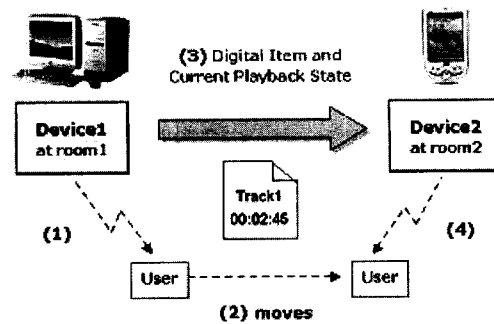 (3) Digital Item and
Current Playback State
Device1
at room1
Device2
at room2
Track1
00:02:45
(1)
(4)
User
User
(2) moves